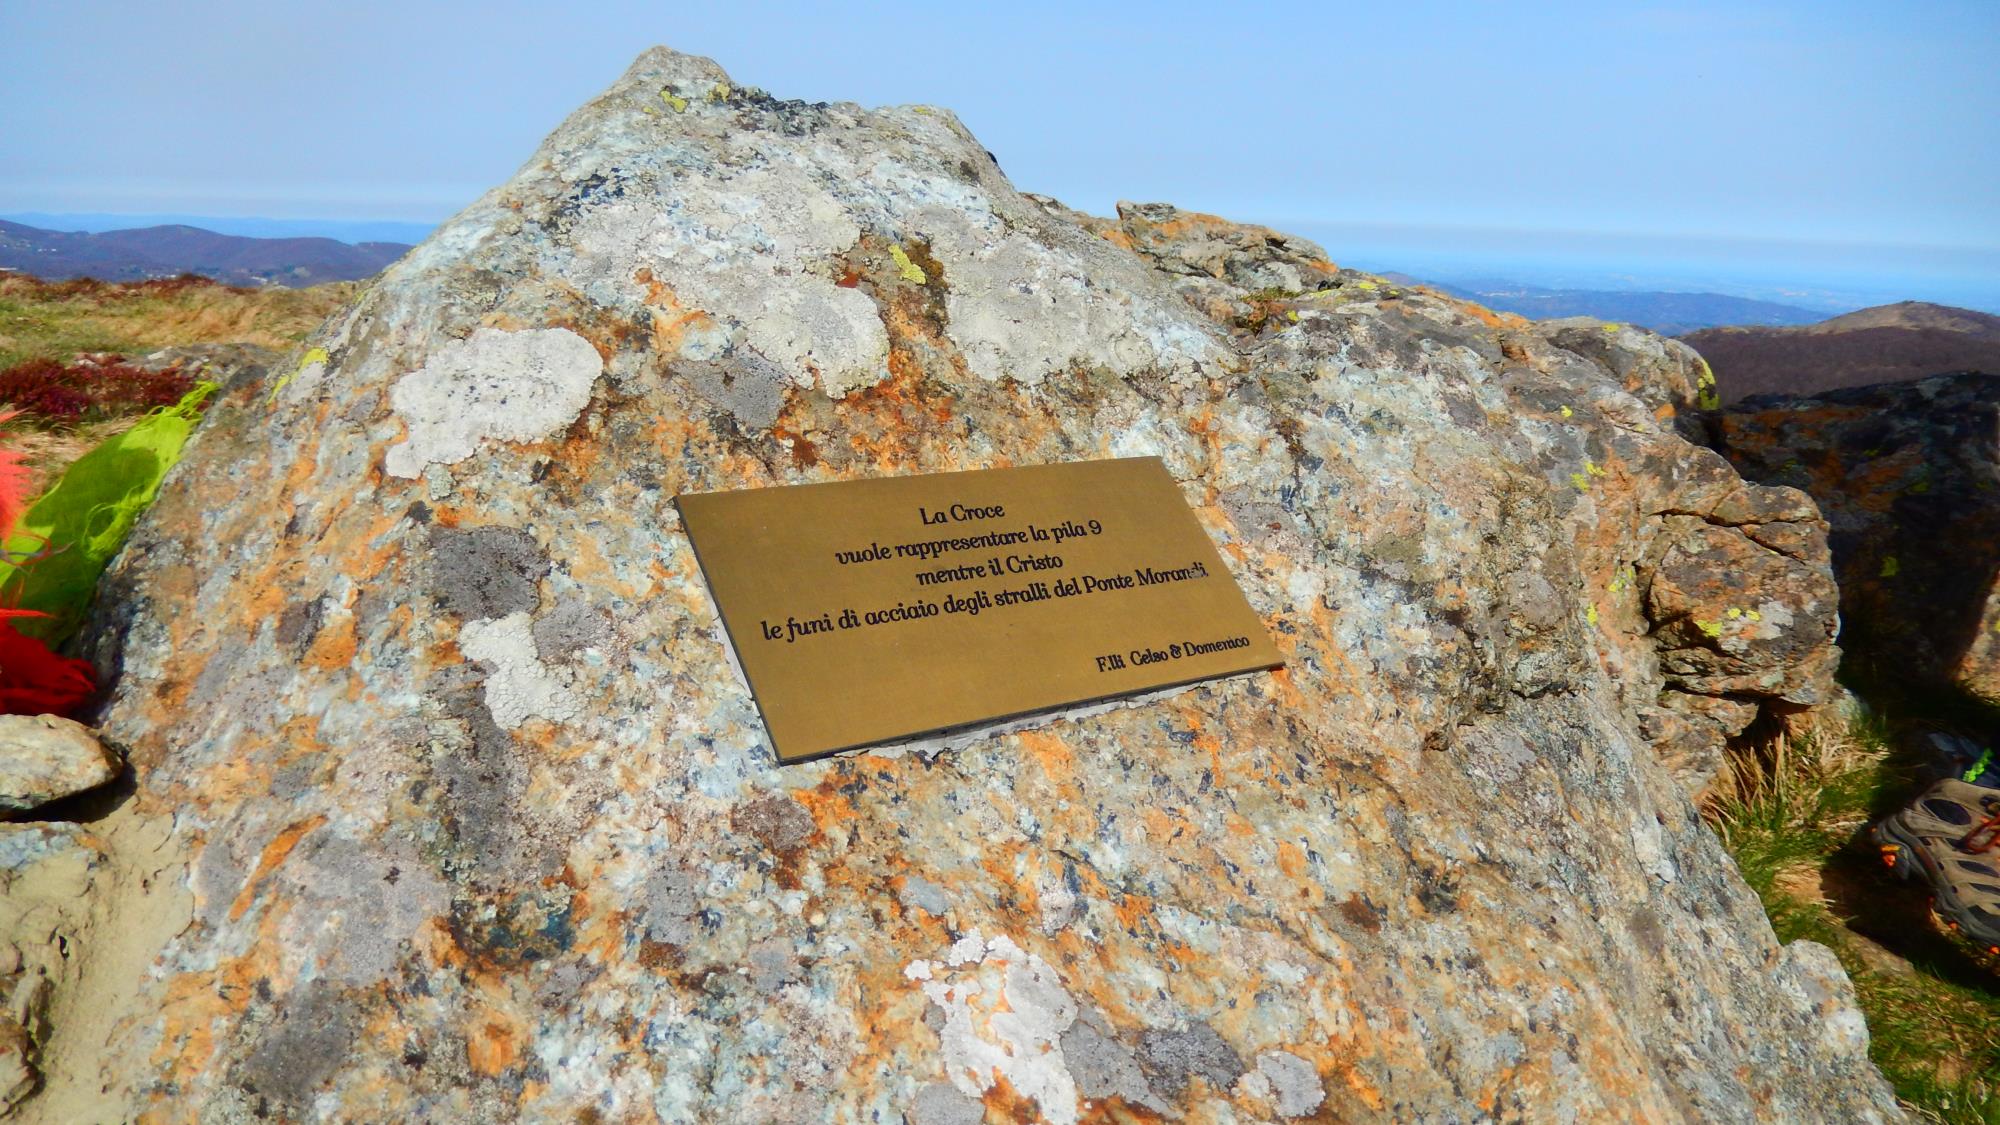 La Croce
vuole rappresentare la pila 9
mentre il Cristo
le funi di acciaio degli stralli del Ponte Morandi
F.lli Celso & Domenico